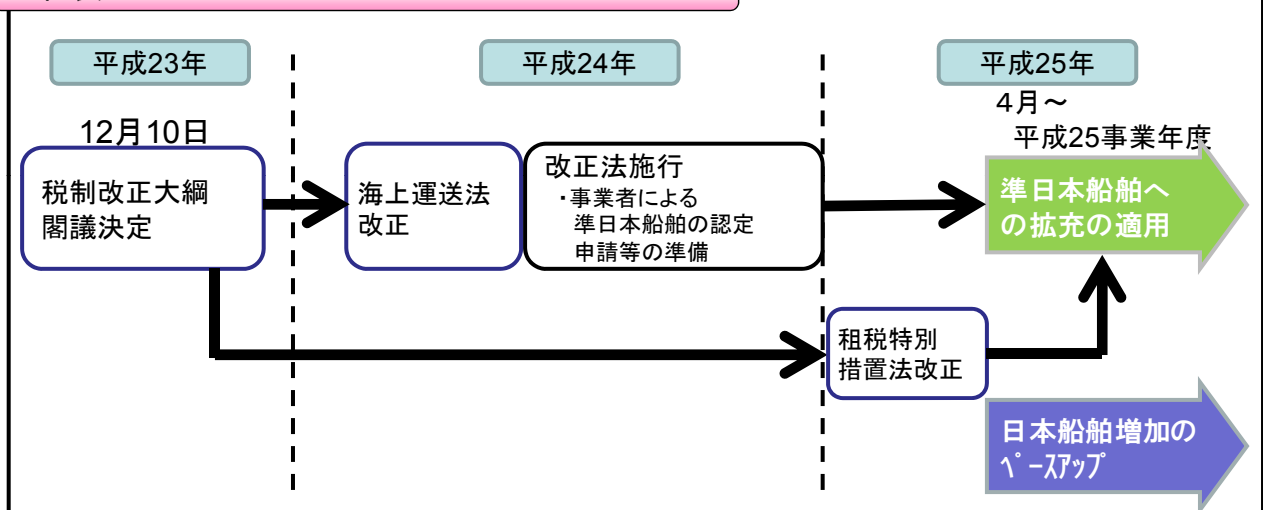 平成23年
平成24年
平成25年
12月10日
4月～
平成25事業年度
税制改正大綱
閣議決定
海上運送法
改正
改正法施行
・事業者による
準日本船舶の認定
申請等の準備
準日本船舶へ
の拡充の適用
租税特別
措置法改正
日本船舶増加の
ﾍﾟｰｽｱｯﾌﾟ